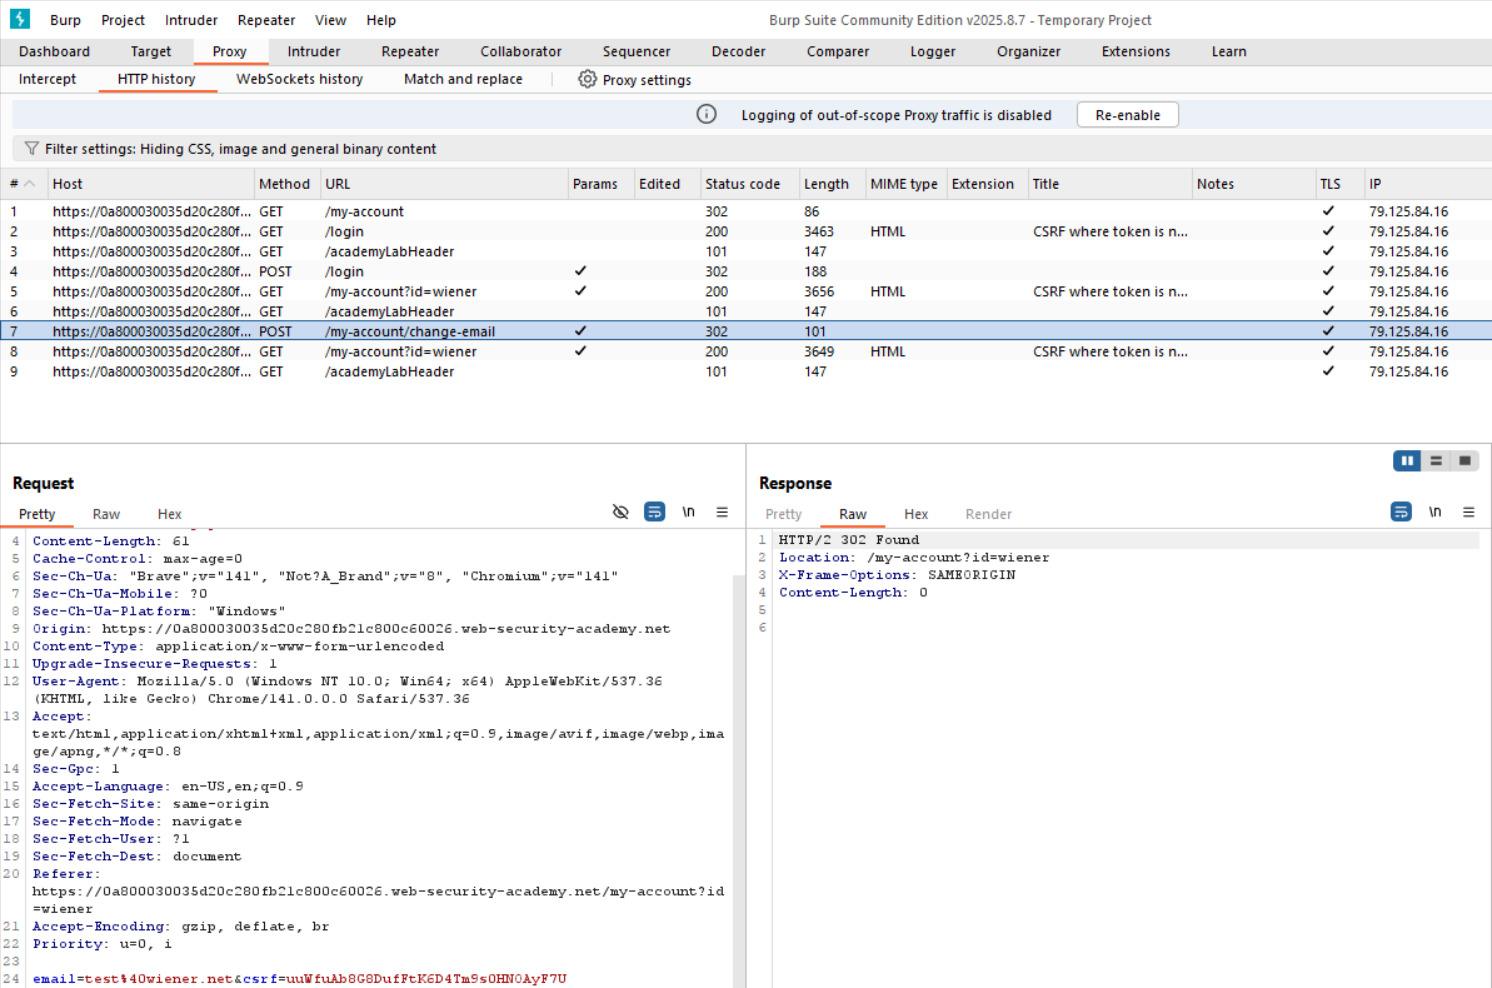 Burp Project Intruder Repeater View Help Burp Suite Community Edition v2025.8.7 - Temporary Project
Dashboard Target Proxy Intruder Repeater Collaborator Sequencer Decoder Comparer Logger Organizer Extensions Learn
Intercept HTTP history WebSockets history Match and replace Proxy settings
Logging of out-of-scope Proxy traffic is disabled Re-enable
Filter settings: Hiding CSS, image and general binary content
# Host Method URL Params Edited Status code Length MIME type Extension Title Notes TLS IP
1 https://0a800030035d20c280f... GET /my-account 302 86 ✓ 79.125.84.16
2 https://0a800030035d20c280f... GET /login 200 3463 HTML CSRF where token is n... ✓ 79.125.84.16
3 https://0a800030035d20c280f... GET /academyLabHeader 101 147 ✓ 79.125.84.16
4 https://0a800030035d20c280f... POST /login ✓ 302 188 ✓ 79.125.84.16
5 https://0a800030035d20c280f... GET /my-account?id=wiener ✓ 200 3656 HTML CSRF where token is n... ✓ 79.125.84.16
6 https://0a800030035d20c280f... GET /academyLabHeader 101 147 ✓ 79.125.84.16
7 https://0a800030035d20c280f... POST /my-account/change-email ✓ 302 101 ✓ 79.125.84.16
8 https://0a800030035d20c280f... GET /my-account?id=wiener ✓ 200 3649 HTML CSRF where token is n... ✓ 79.125.84.16
9 https://0a800030035d20c280f... GET /academyLabHeader 101 147 ✓ 79.125.84.16
Request
Pretty Raw Hex \n
4 Content-Length: 61
5 Cache-Control: max-age=0
6 Sec-Ch-Ua: "Brave";v="141", "Not?A_Brand";v="8", "Chromium";v="141"
7 Sec-Ch-Ua-Mobile: ?0
8 Sec-Ch-Ua-Platform: "Windows"
9 Origin: https://0a800030035d20c280fb21c800c60026.web-security-academy.net
10 Content-Type: application/x-www-form-urlencoded
11 Upgrade-Insecure-Requests: 1
12 User-Agent: Mozilla/5.0 (Windows NT 10.0; Win64; x64) AppleWebKit/537.36
(KHTML, like Gecko) Chrome/141.0.0.0 Safari/537.36
13 Accept:
text/html,application/xhtml+xml,application/xml;q=0.9,image/avif,image/webp,ima
ge/apng,*/*;q=0.8
14 Sec-Gpc: 1
15 Accept-Language: en-US,en;q=0.9
16 Sec-Fetch-Site: same-origin
17 Sec-Fetch-Mode: navigate
18 Sec-Fetch-User: ?1
19 Sec-Fetch-Dest: document
20 Referer:
https://0a800030035d20c280fb21c800c60026.web-security-academy.net/my-account?id
=wiener
21 Accept-Encoding: gzip, deflate, br
22 Priority: u=0, i
23
24 email=test%40wiener.net&csrf=uuWfuAb8G8DufFtK6D4Tm9s0HN0AyF7U
Response
Pretty Raw Hex Render \n
1 HTTP/2 302 Found
2 Location: /my-account?id=wiener
3 X-Frame-Options: SAMEORIGIN
4 Content-Length: 0
5
6